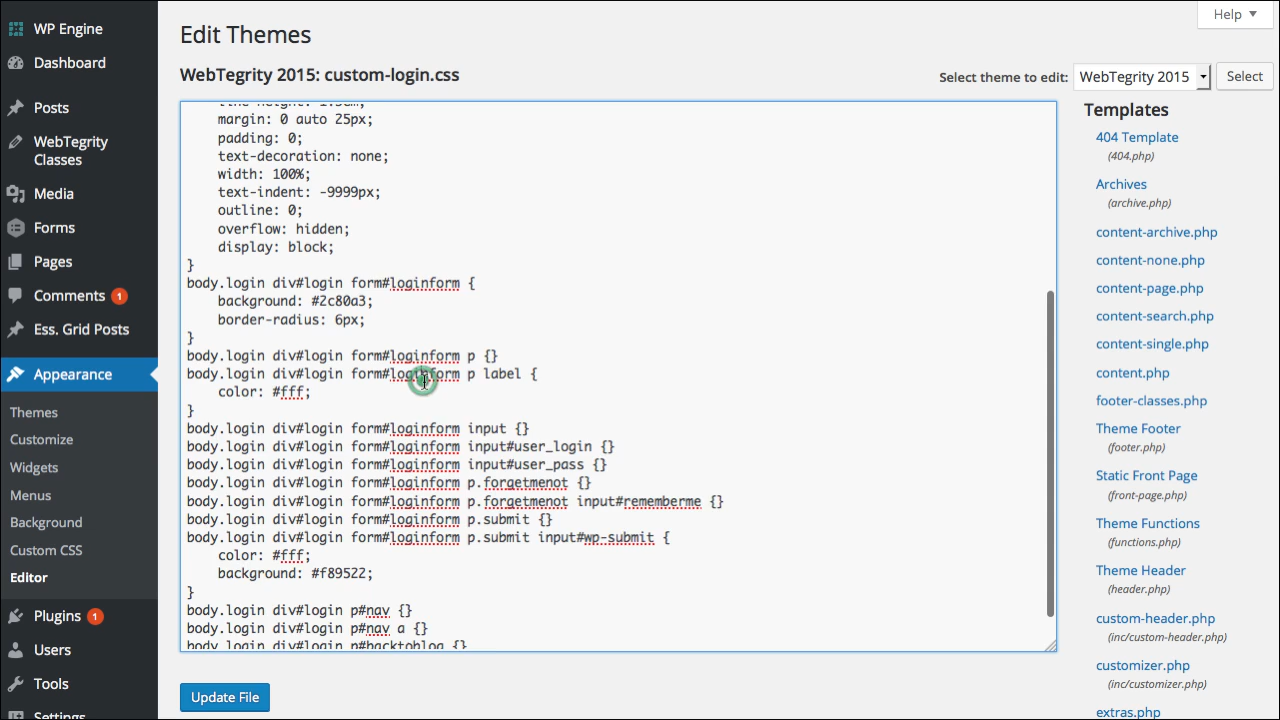 WP Engine
Dashboard
Posts
WebTegrity
Classes
Media
Forms
Pages
Comments 1
Ess. Grid Posts
Appearance
Themes
Customize
Widgets
Menus
Background
Custom CSS
Editor
Plugins 1
Users
Tools
Settings
Help
Edit Themes
WebTegrity 2015: custom-login.css
Select theme to edit: WebTegrity 2015 Select
margin: 0 auto 25px;
padding: 0;
text-decoration: none;
width: 100%;
text-indent: -9999px;
outline: 0;
overflow: hidden;
display: block;
}
body.login div#login form#loginform {
background: #2c80a3;
border-radius: 6px;
}
body.login div#login form#loginform p {}
body.login div#login form#loginform p label {
color: #fff;
}
body.login div#login form#loginform input {}
body.login div#login form#loginform input#user_login {}
body.login div#login form#loginform input#user_pass {}
body.login div#login form#loginform p.forgetmenot {}
body.login div#login form#loginform p.forgetmenot input#rememberme {}
body.login div#login form#loginform p.submit {}
body.login div#login form#loginform p.submit input#wp-submit {
color: #fff;
background: #f89522;
}
body.login div#login p#nav {}
body.login div#login p#nav a {}
body.login div#login p#backtoblog {}
Update File
Templates
404 Template
(404.php)
Archives
(archive.php)
content-archive.php
content-none.php
content-page.php
content-search.php
content-single.php
content.php
footer-classes.php
Theme Footer
(footer.php)
Static Front Page
(front-page.php)
Theme Functions
(functions.php)
Theme Header
(header.php)
custom-header.php
(inc/custom-header.php)
customizer.php
(inc/customizer.php)
extras.php